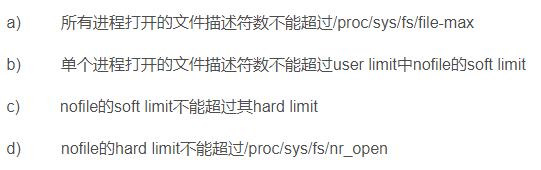 a) 所有进程打开的文件描述符数不能超过/proc/sys/fs/file-max
b) 单个进程打开的文件描述符数不能超过user limit中nofile的soft limit
c) nofile的soft limit不能超过其hard limit
d) nofile的hard limit不能超过/proc/sys/fs/nr_open